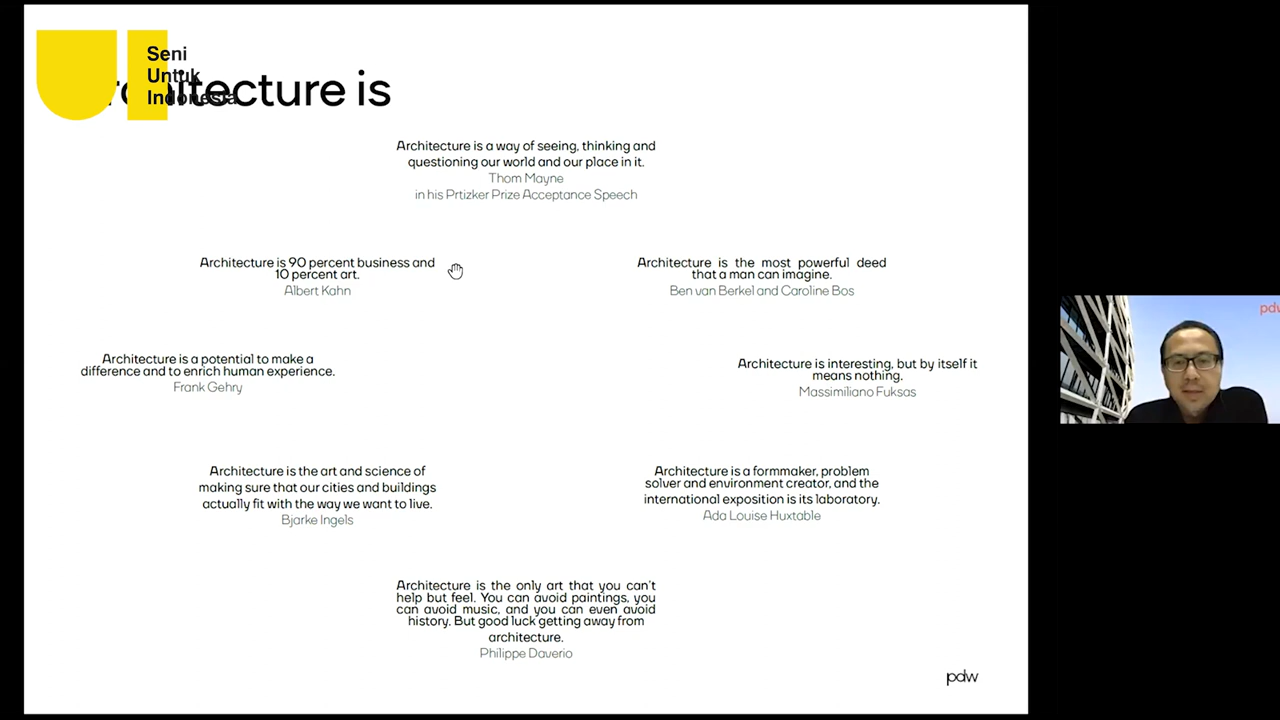 Seni
Untuk
Indonesia
Architecture is
Architecture is a way of seeing, thinking and
questioning our world and our place in it.
Thom Mayne
in his Prtizker Prize Acceptance Speech
Architecture is 90 percent business and
10 percent art.
Albert Kahn
Architecture is the most powerful deed
that a man can imagine.
Ben van Berkel and Caroline Bos
Architecture is a potential to make a
difference and to enrich human experience.
Frank Gehry
Architecture is interesting, but by itself it
means nothing.
Massimiliano Fuksas
Architecture is the art and science of
making sure that our cities and buildings
actually fit with the way we want to live.
Bjarke Ingels
Architecture is a formmaker, problem
solver and environment creator, and the
international exposition is its laboratory.
Ada Louise Huxtable
Architecture is the only art that you can't
help but feel. You can avoid paintings, you
can avoid music, and you can even avoid
history. But good luck getting away from
architecture.
Philippe Daverio
pdw
pdw